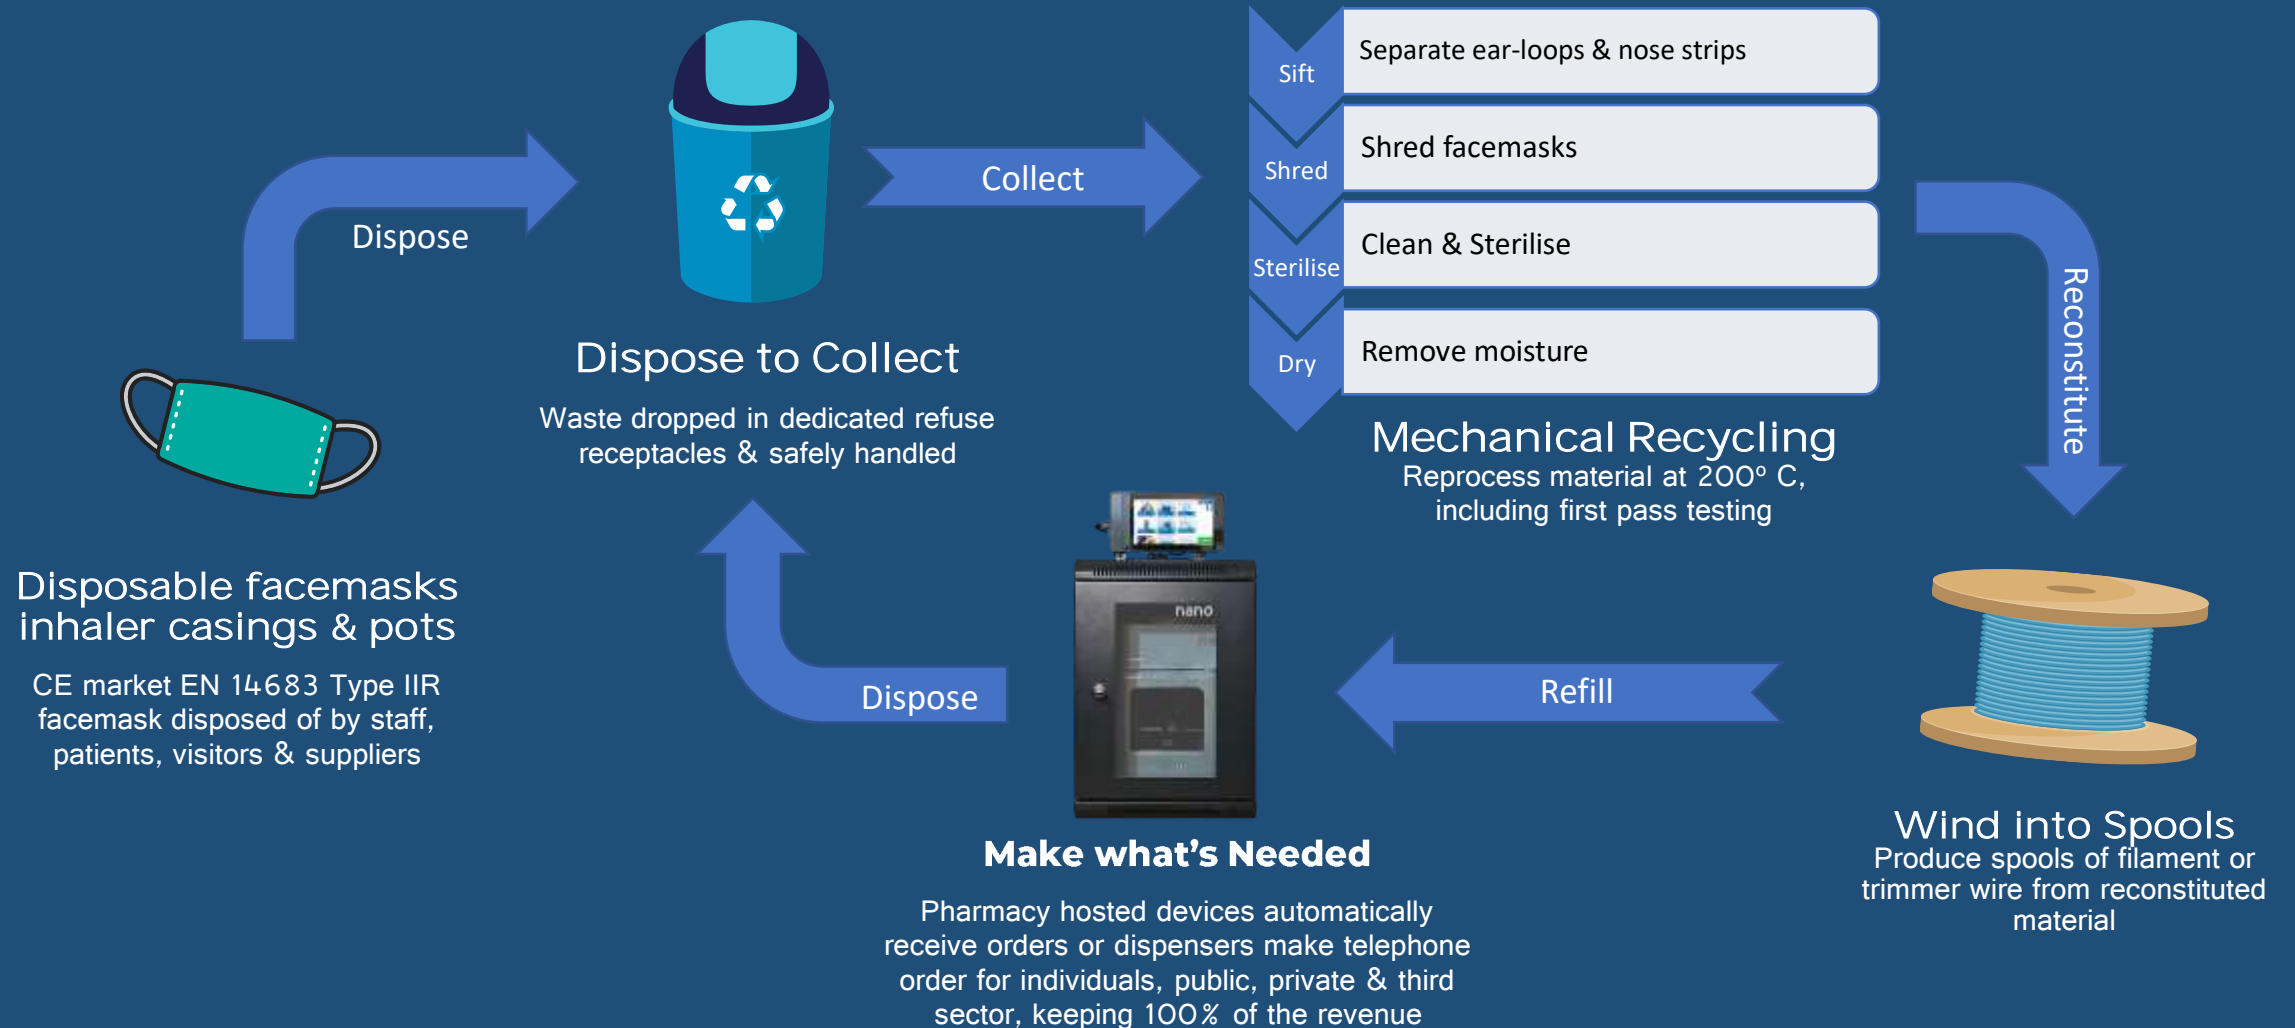 Dispose
Disposable facemasks
inhaler casings & pots
CE market EN 14683 Type IIR
facemask disposed of by staff,
patients, visitors & suppliers
Dispose to Collect
Waste dropped in dedicated refuse
receptacles & safely handled
Collect
Sift
Separate ear-loops & nose strips
Shred
Shred facemasks
Sterilise
Clean & Sterilise
Dry
Remove moisture
Mechanical Recycling
Reprocess material at 200º C,
including first pass testing
Reconstitute
Wind into Spools
Produce spools of filament or
trimmer wire from reconstituted
material
Refill
nano
Make what's Needed
Pharmacy hosted devices automatically
receive orders or dispensers make telephone
order for individuals, public, private & third
sector, keeping 100% of the revenue
Dispose